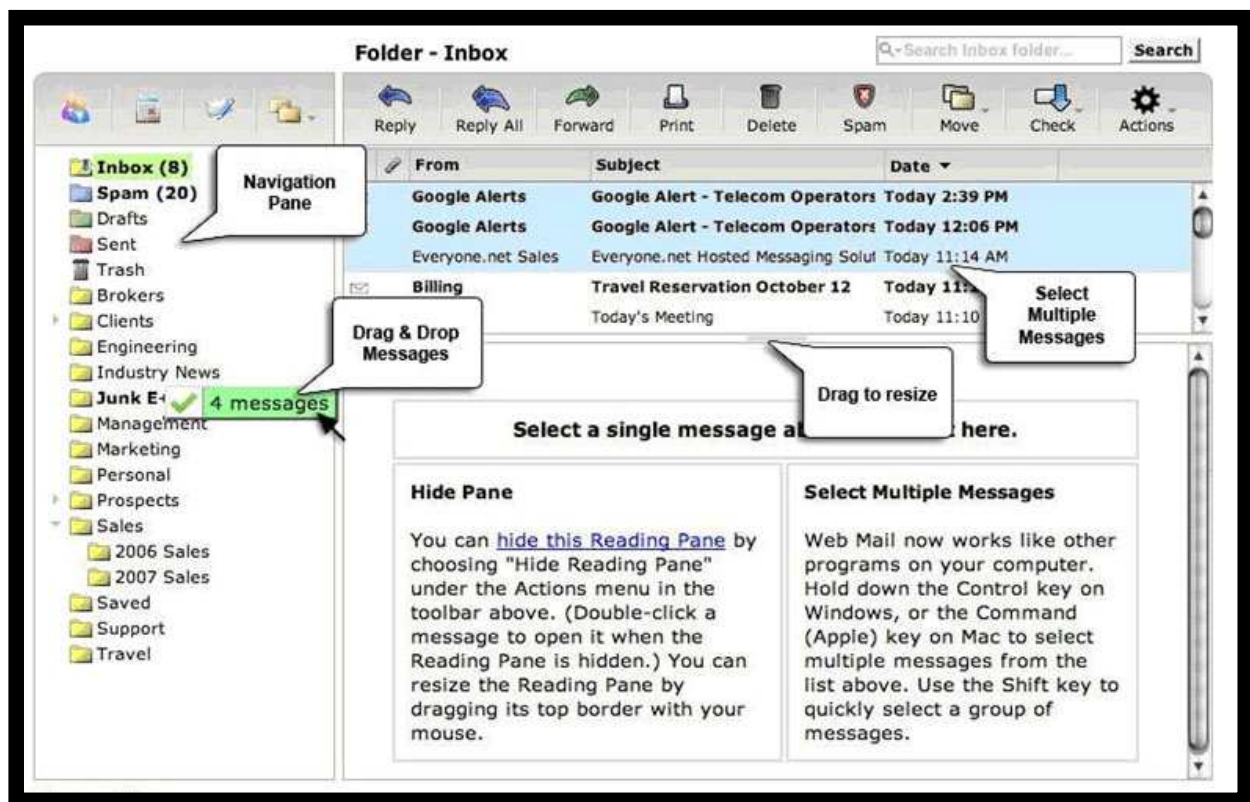 Folder - Inbox
Search Inbox folder...
Search
Reply
Reply All
Forward
Print
Delete
Spam
Move
Check
Actions
Inbox (8)
Spam (20)
Drafts
Sent
Trash
Brokers
Clients
Engineering
Industry News
Junk
Management
Marketing
Personal
Prospects
Sales
2006 Sales
2007 Sales
Saved
Support
Travel
Navigation
Pane
Drag & Drop
Messages
4 messages
From Subject Date
Google Alerts Google Alert - Telecom Operators Today 2:39 PM
Google Alerts Google Alert - Telecom Operators Today 12:06 PM
Everyone.net Sales Everyone.net Hosted Messaging Today 11:14 AM
Billing Travel Reservation October 12 Today
Today's Meeting Today 11:10
Select
Multiple
Messages
Drag to resize
Select a single message here.
Hide Pane
You can hide this Reading Pane by
choosing "Hide Reading Pane"
under the Actions menu in the
toolbar above. (Double-click a
message to open it when the
Reading Pane is hidden.) You can
resize the Reading Pane by
dragging its top border with your
mouse.
Select Multiple Messages
Web Mail now works like other
programs on your computer.
Hold down the Control key on
Windows, or the Command
(Apple) key on Mac to select
multiple messages from the
list above. Use the Shift key to
quickly select a group of
messages.